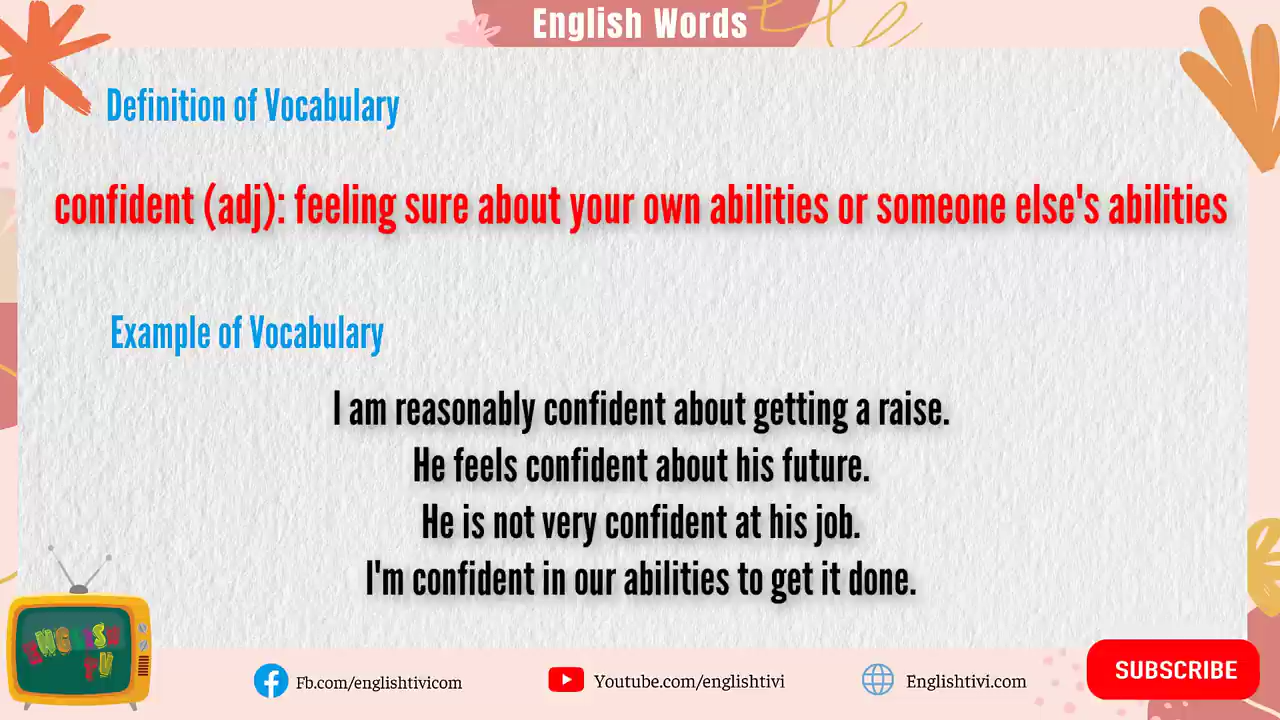 English Words
Definition of Vocabulary
confident (adj): feeling sure about your own abilities or someone else's abilities
Example of Vocabulary
I am reasonably confident about getting a raise.
He feels confident about his future.
He is not very confident at his job.
I'm confident in our abilities to get it done.
ENGLISH
TV
Fb.com/englishtivicom
Youtube.com/englishtivi
Englishtivi.com
SUBSCRIBE